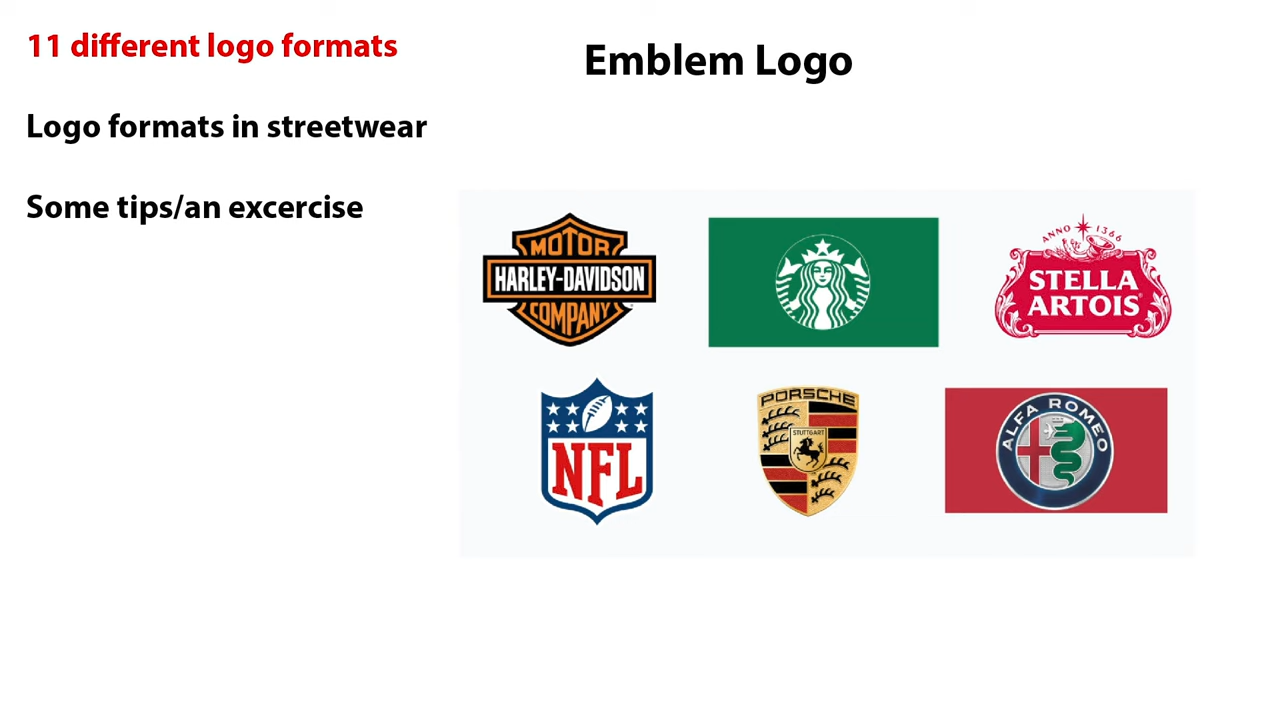 11 different logo formats
Emblem Logo
Logo formats in streetwear
Some tips/an excercise
MOTOR
HARLEY-DAVIDSON
COMPANY
ANNO 1366
STELLA
ARTOIS
NFL
PORSCHE
STUTTGART
ALFA ROMEO